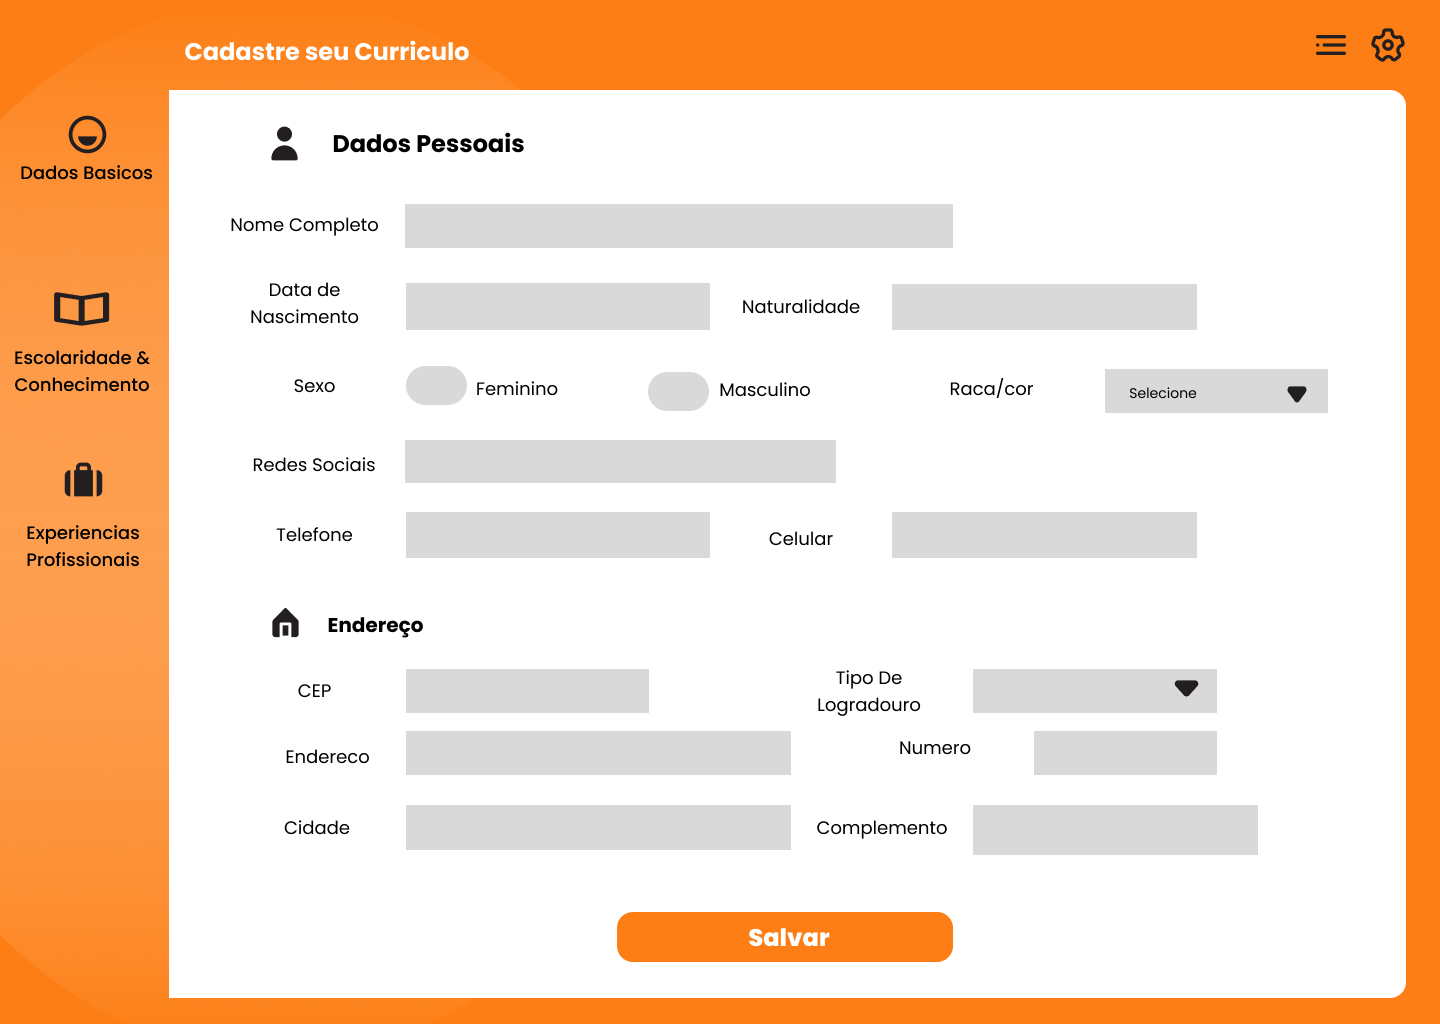 Cadastre seu Curriculo
Dados Basicos
Escolaridade &
Conhecimento
Experiencias
Profissionais
Dados Pessoais
Nome Completo
Data de
Nascimento
Naturalidade
Sexo
Feminino
Masculino
Raca/cor
Selecione
Redes Sociais
Telefone
Celular
Endereço
CEP
Tipo De
Logradouro
Endereco
Numero
Cidade
Complemento
Salvar